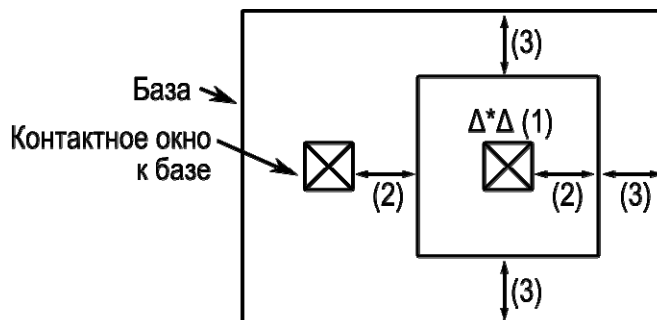 (3)
База
Δ*Δ (1)
Контактное окно
к базе
(2)
(2)
(3)
(3)